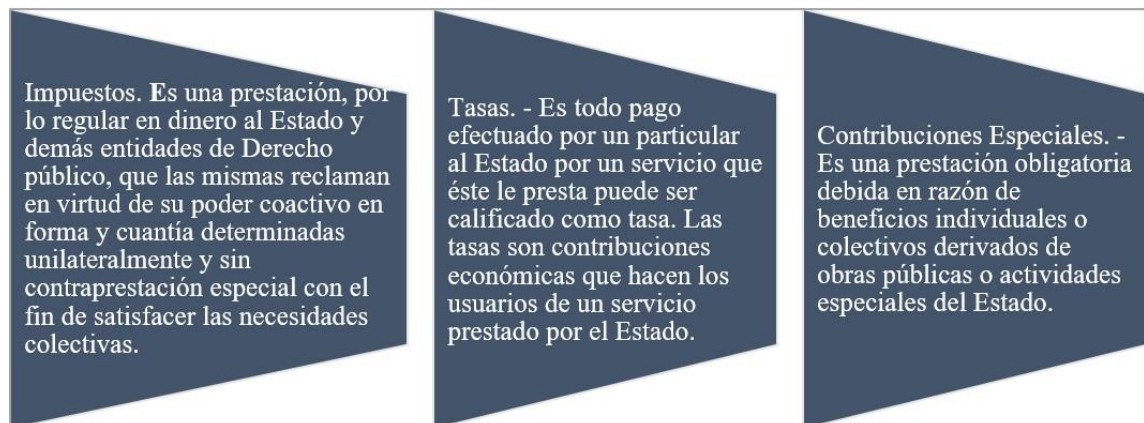 Impuestos. Es una prestación, por
lo regular en dinero al Estado y
demás entidades de Derecho
público, que las mismas reclaman
en virtud de su poder coactivo en
forma y cuantía determinadas
unilateralmente y sin
contraprestación especial con el
fin de satisfacer las necesidades
colectivas.
Tasas. - Es todo pago
efectuado por un particular
al Estado por un servicio que
éste le presta puede ser
calificado como tasa. Las
tasas son contribuciones
económicas que hacen los
usuarios de un servicio
prestado por el Estado.
Contribuciones Especiales. -
Es una prestación obligatoria
debida en razón de
beneficios individuales o
colectivos derivados de
obras públicas o actividades
especiales del Estado.